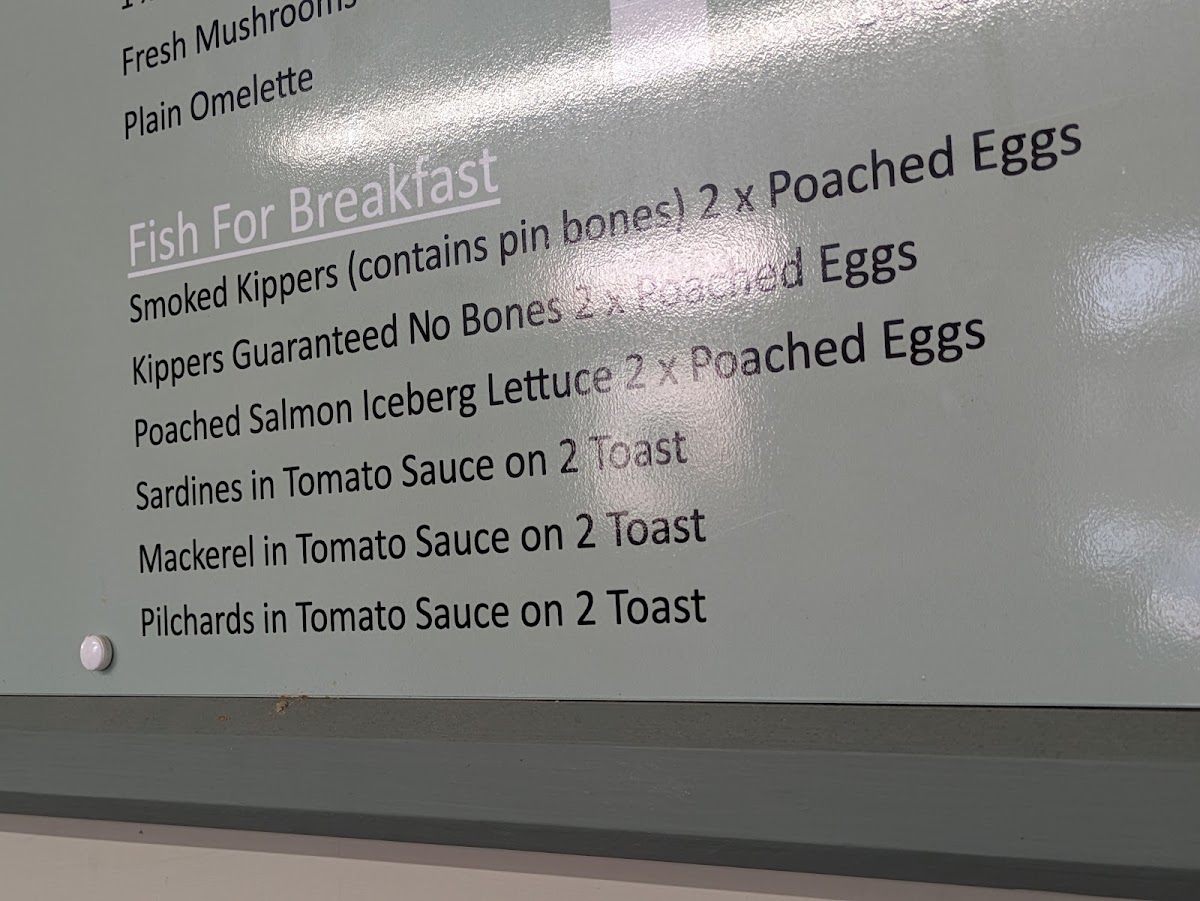 Fresh Mushrooms
Plain Omelette
Fish For Breakfast
Smoked Kippers (contains pin bones) 2 x Poached Eggs
Kippers Guaranteed No Bones 2 x Poached Eggs
Poached Salmon Iceberg Lettuce 2 x Poached Eggs
Sardines in Tomato Sauce on 2 Toast
Mackerel in Tomato Sauce on 2 Toast
Pilchards in Tomato Sauce on 2 Toast